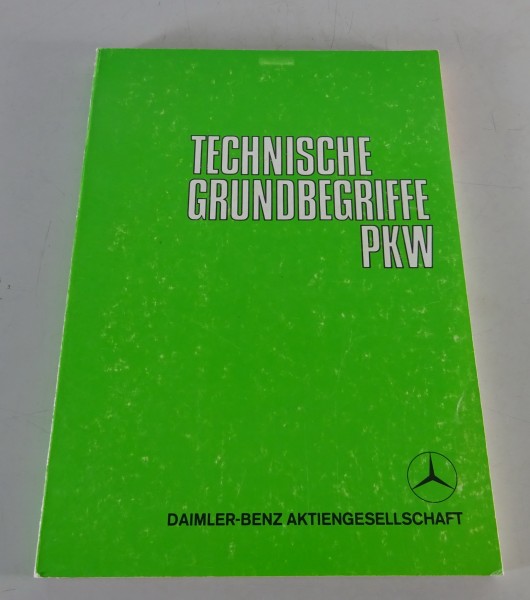 TECHNISCHE
GRUNDBEGRIFFE
PKW
DAIMLER-BENZ AKTIENGESELLSCHAFT